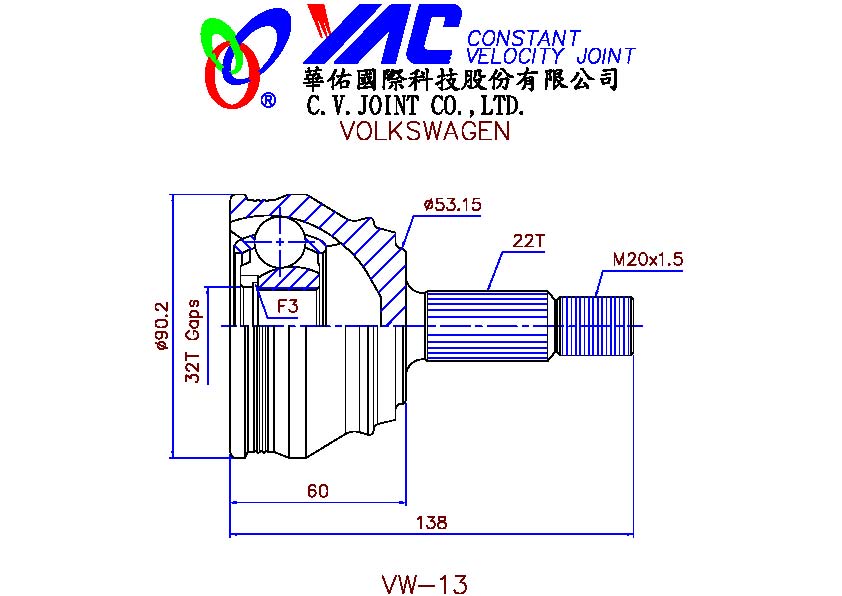 YAC CONSTANT
VELOCITY JOINT
®
華佑國際科技股份有限公司
C.V.JOINT CO.,LTD.
VOLKSWAGEN
ø53.15
22T
M20x1.5
F3
ø90.2
32T Gaps
60
138
VW-13